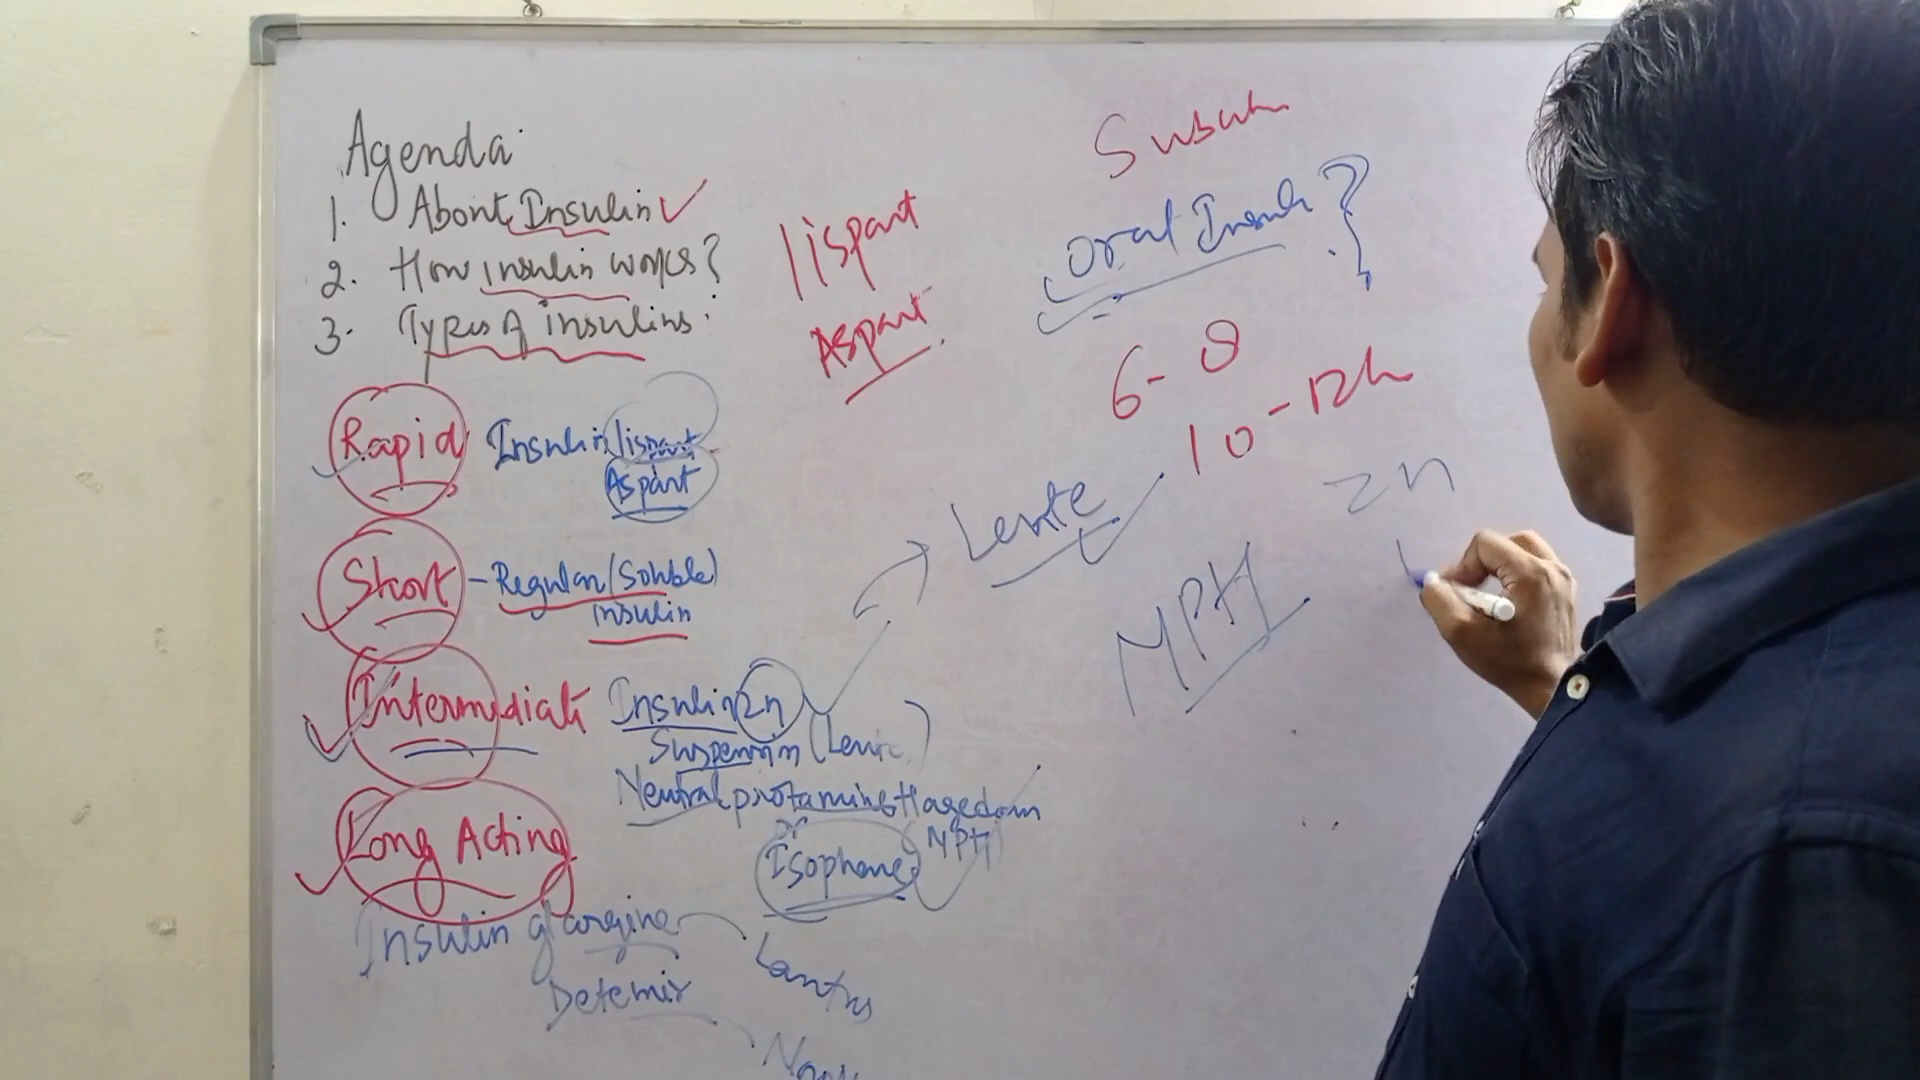 Agenda
1. About Insulin
2. How insulin works?
3. Types of insulins:
Rapid Insulin lispart
Aspart
Short - Regular (Soluble)
insulin
Intermediate Insulin Zn
Suspension (Lente)
Neutral protamine Hagedorn
or
Isophane NPH
Long Acting
Insulin glargine
Detemir
Lantus
lispart
Aspart
oral Insulin?
6-8
10-12h
Lente
NPH
Zn